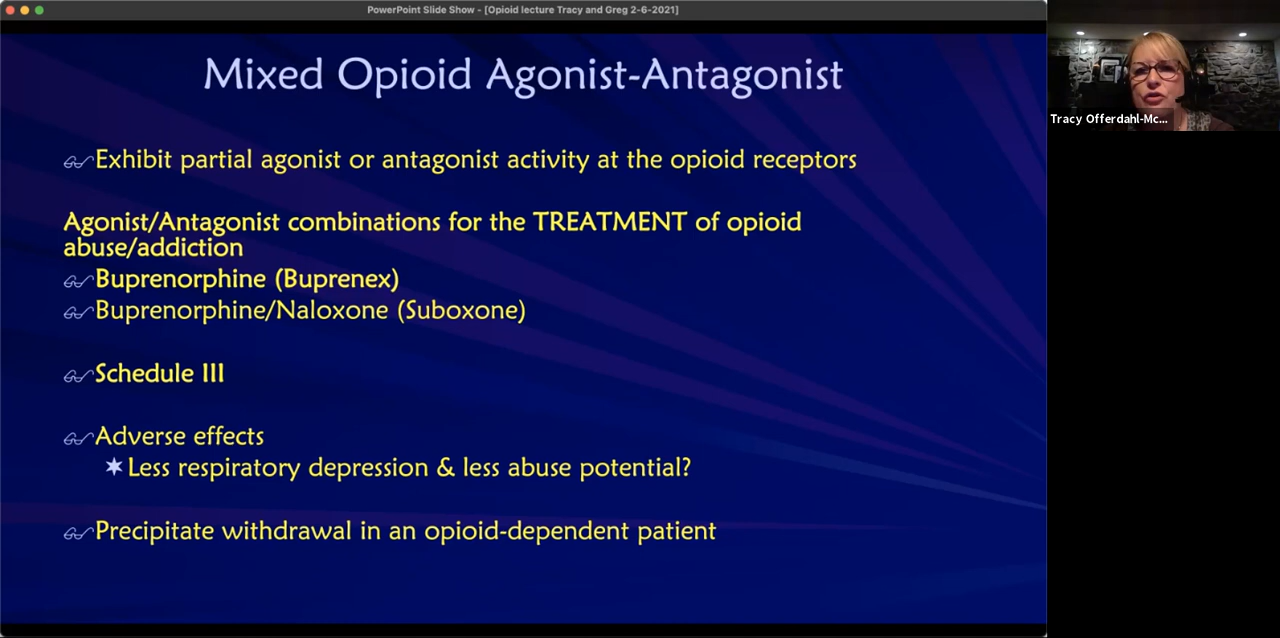 PowerPoint Slide Show - [Opioid lecture Tracy and Greg 2-6-2021]
Mixed Opioid Agonist-Antagonist
Exhibit partial agonist or antagonist activity at the opioid receptors
Agonist/Antagonist combinations for the TREATMENT of opioid
abuse/addiction
Buprenorphine (Buprenex)
Buprenorphine/Naloxone (Suboxone)
Schedule III
Adverse effects
Less respiratory depression & less abuse potential?
Precipitate withdrawal in an opioid-dependent patient
Tracy Offerdahl-Mc...